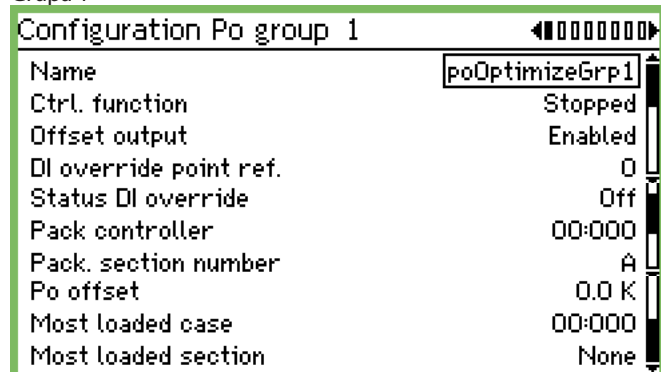 Configuration Po group 1
Name poOptimizeGrp1
Ctrl. function Stopped
Offset output Enabled
DI override point ref. 0
Status DI override Off
Pack controller 00:000
Pack. section number A
Po offset 0.0 K
Most loaded case 00:000
Most loaded section None